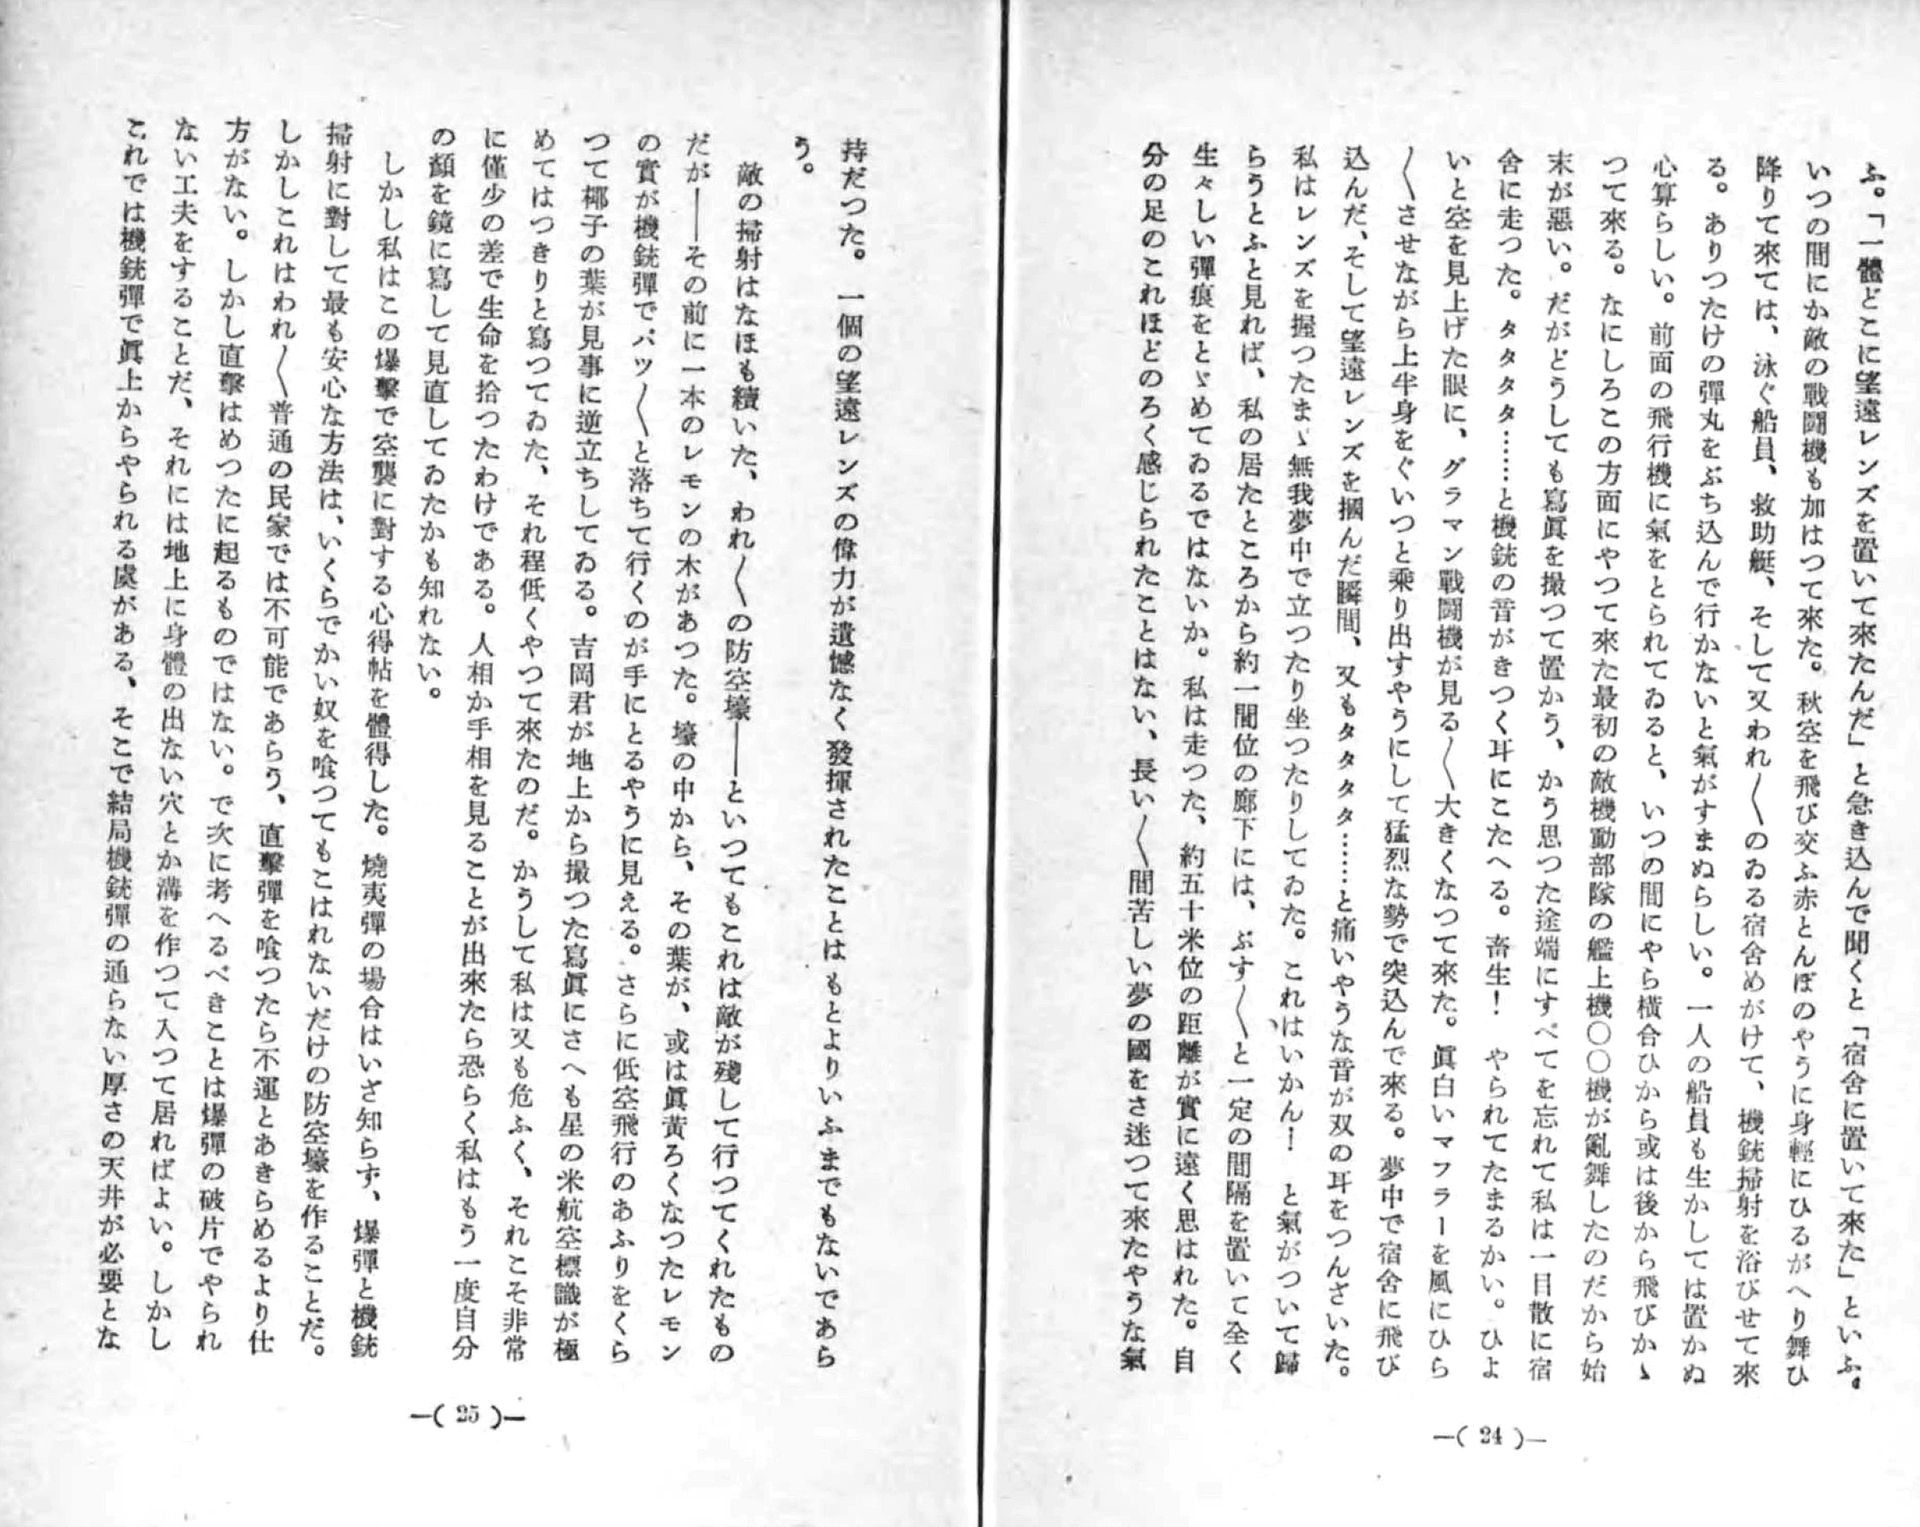 ふ。「一體どこに望遠レンズを置いて來たんだ」と急き込んで聞くと「宿舍に置いて來た」といふ。
いつの間にか敵の戰鬪機も加はつて來た。秋空を飛び交ふ赤とんぼのやうに身輕にひるがへり舞ひ
降りて來ては、泳ぐ船員、救助艇、そして又われ〱のゐる宿舍めがけて、機銃掃射を浴びせて來
る。ありつたけの彈丸をぶち込んで行かないと氣がすまぬらしい。一人の船員も生かしては置かぬ
心算らしい。前面の飛行機に氣をとられてゐると、いつの間にやら橫合ひから或は後から飛びかゝ
つて來る。なにしろこの方面にやつて來た最初の敵機動部隊の艦上機〇〇機が亂舞したのだから始
末が惡い。だがどうしても寫眞を撮つて置かう、かう思つた途端にすべてを忘れて私は一目散に宿
舍に走つた。タタタタ……と機銃の音がきつく耳にこたへる。畜生！　やられてたまるかい。ひよ
いと空を見上げた眼に、グラマン戰鬪機が見る〱大きくなつて來た。眞白いマフラーを風にひら
〱させながら上半身をぐいつと乘り出すやうにして猛烈な勢で突込んで來る。夢中で宿舍に飛び
込んだ、そして望遠レンズを摑んだ瞬間、又もタタタタ……と痛いやうな音が双の耳をつんざいた。
私はレンズを握つたまゝ無我夢中で立つたり坐つたりしてゐた。これはいかん！　と氣がついて歸
らうとふと見れば、私の居たところから約一間位の廊下には、ぶす〱と一定の間隔を置いて全く
生々しい彈痕をとゞめてゐるではないか。私は走つた、約五十米位の距離が實に遠く思はれた。自
分の足のこれほどのろく感じられたことはない、長い〱間苦しい夢の國をさ迷つて來たやうな氣
—( 24 )—
持だつた。一個の望遠レンズの偉力が遺憾なく發揮されたことはもとよりいふまでもないであら
う。
敵の掃射はなほも續いた、われ〱の防空壕——といつてもこれは敵が殘して行つてくれたもの
だが——その前に一本のレモンの木があつた。壕の中から、その葉が、或は眞黃ろくなつたレモン
の實が機銃彈でパツ〱と落ちて行くのが手にとるやうに見える。さらに低空飛行のあふりをくら
つて椰子の葉が見事に逆立ちしてゐる。吉岡君が地上から撮つた寫眞にさへも星の米航空標識が極
めてはつきりと寫つてゐた、それ程低くやつて來たのだ。かうして私は又も危ふく、それこそ非常
に僅少の差で生命を拾つたわけである。人相か手相を見ることが出來たら恐らく私はもう一度自分
の顏を鏡に寫して見直してゐたかも知れない。
しかし私はこの爆擊で空襲に對する心得帖を體得した。燒夷彈の場合はいざ知らず、爆彈と機銃
掃射に對して最も安心な方法は、いくらでかい奴を喰つてもこはれないだけの防空壕を作ることだ。
しかしこれはわれ〱普通の民家では不可能であらう、直擊彈を喰つたら不運とあきらめるより仕
方がない。しかし直擊はめつたに起るものではない。で次に考へるべきことは爆彈の破片でやられ
ない工夫をすることだ、それには地上に身體の出ない穴とか溝を作つて入つて居ればよい。しかし
これでは機銃彈で眞上からやられる虞がある、そこで結局機銃彈の通らない厚さの天井が必要とな
—( 25 )—